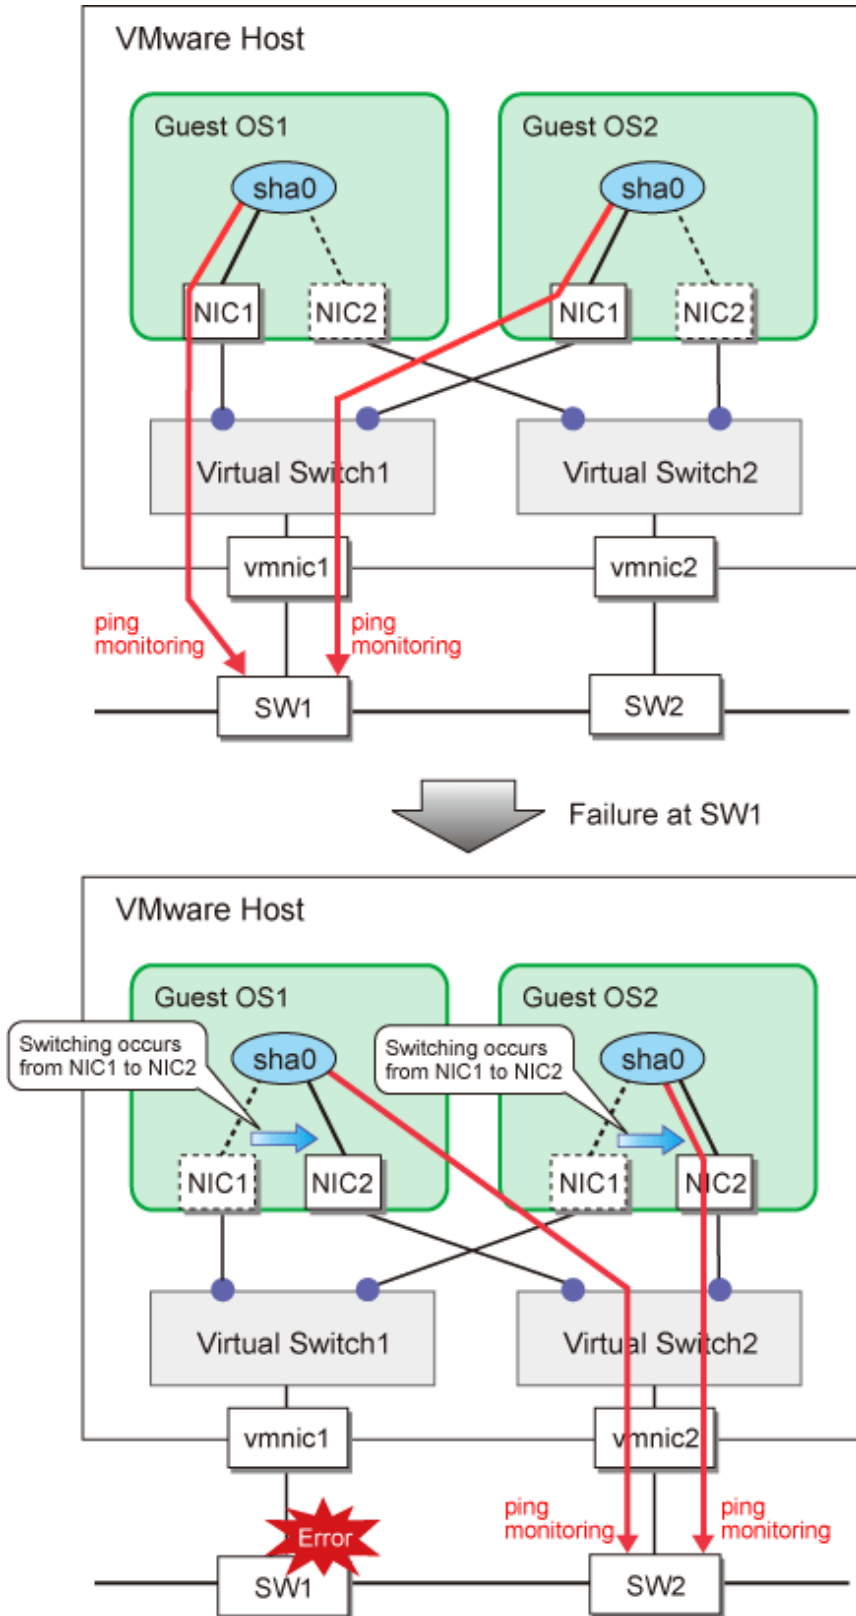 VMware Host
Guest OS1
Guest OS2
sha0
sha0
NIC1
NIC2
NIC1
NIC2
Virtual Switch1
Virtual Switch2
vmnic1
vmnic2
ping
monitoring
ping
monitoring
SW1
SW2
Failure at SW1
VMware Host
Guest OS1
Guest OS2
Switching occurs
from NIC1 to NIC2
sha0
Switching occurs
from NIC1 to NIC2
sha0
NIC1
NIC2
NIC1
NIC2
Virtual Switch1
Virtual Switch2
vmnic1
vmnic2
Error
ping
monitoring
ping
monitoring
SW1
SW2